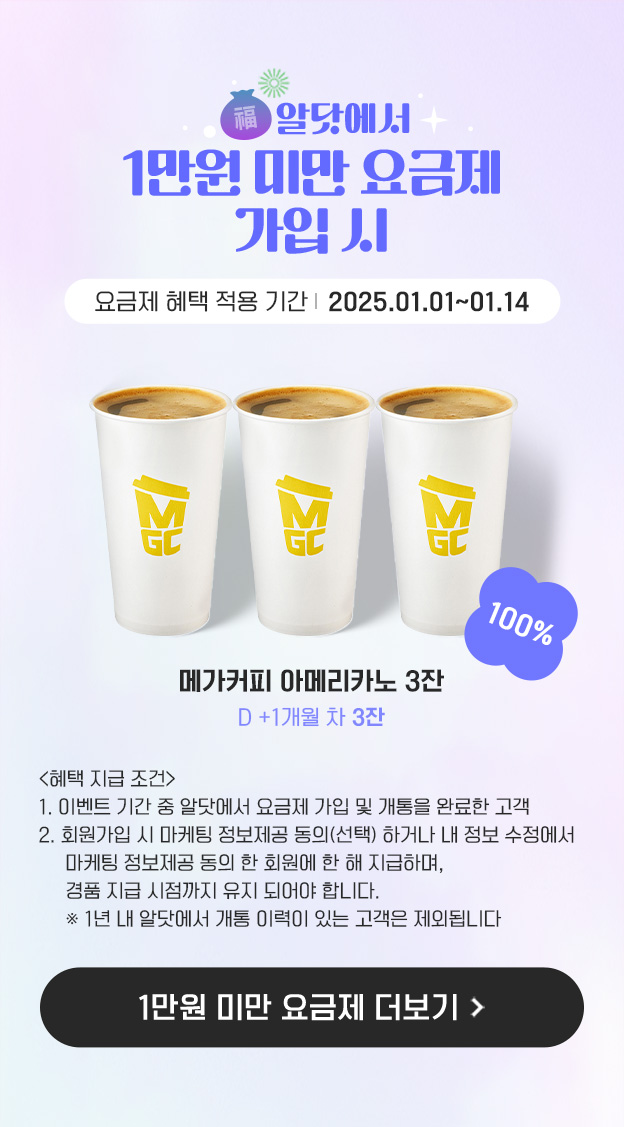 福 알닷에서
1만원 미만 요금제
가입 시
요금제 혜택 적용 기간 | 2025.01.01~01.14
MGC MGC MGC
100%
메가커피 아메리카노 3잔
D +1개월 차 3잔
<혜택 지급 조건>
1. 이벤트 기간 중 알닷에서 요금제 가입 및 개통을 완료한 고객
2. 회원가입 시 마케팅 정보제공 동의(선택) 하거나 내 정보 수정에서
마케팅 정보제공 동의 한 회원에 한 해 지급하며,
경품 지급 시점까지 유지 되어야 합니다.
※ 1년 내 알닷에서 개통 이력이 있는 고객은 제외됩니다
1만원 미만 요금제 더보기 >